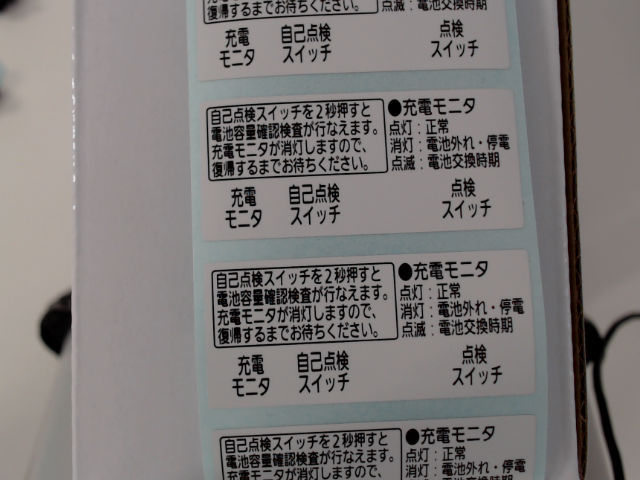 復帰するまでお待ちください。
点滅：電池交換時期
充電
モニタ
自己点検
スイッチ
点検
スイッチ
自己点検スイッチを2秒押すと
電池容量確認検査が行なえます。
充電モニタが消灯しますので、
復帰するまでお待ちください。
●充電モニタ
点灯：正常
消灯：電池外れ・停電
点滅：電池交換時期
充電
モニタ
自己点検
スイッチ
点検
スイッチ
自己点検スイッチを2秒押すと
電池容量確認検査が行なえます。
充電モニタが消灯しますので、
復帰するまでお待ちください。
●充電モニタ
点灯：正常
消灯：電池外れ・停電
点滅：電池交換時期
充電
モニタ
自己点検
スイッチ
点検
スイッチ
自己点検スイッチを2秒押すと
電池容量確認検査が行なえます。
充電モニタが消灯しますので、
●充電モニタ
点灯：正常
消灯：電池外れ・停電